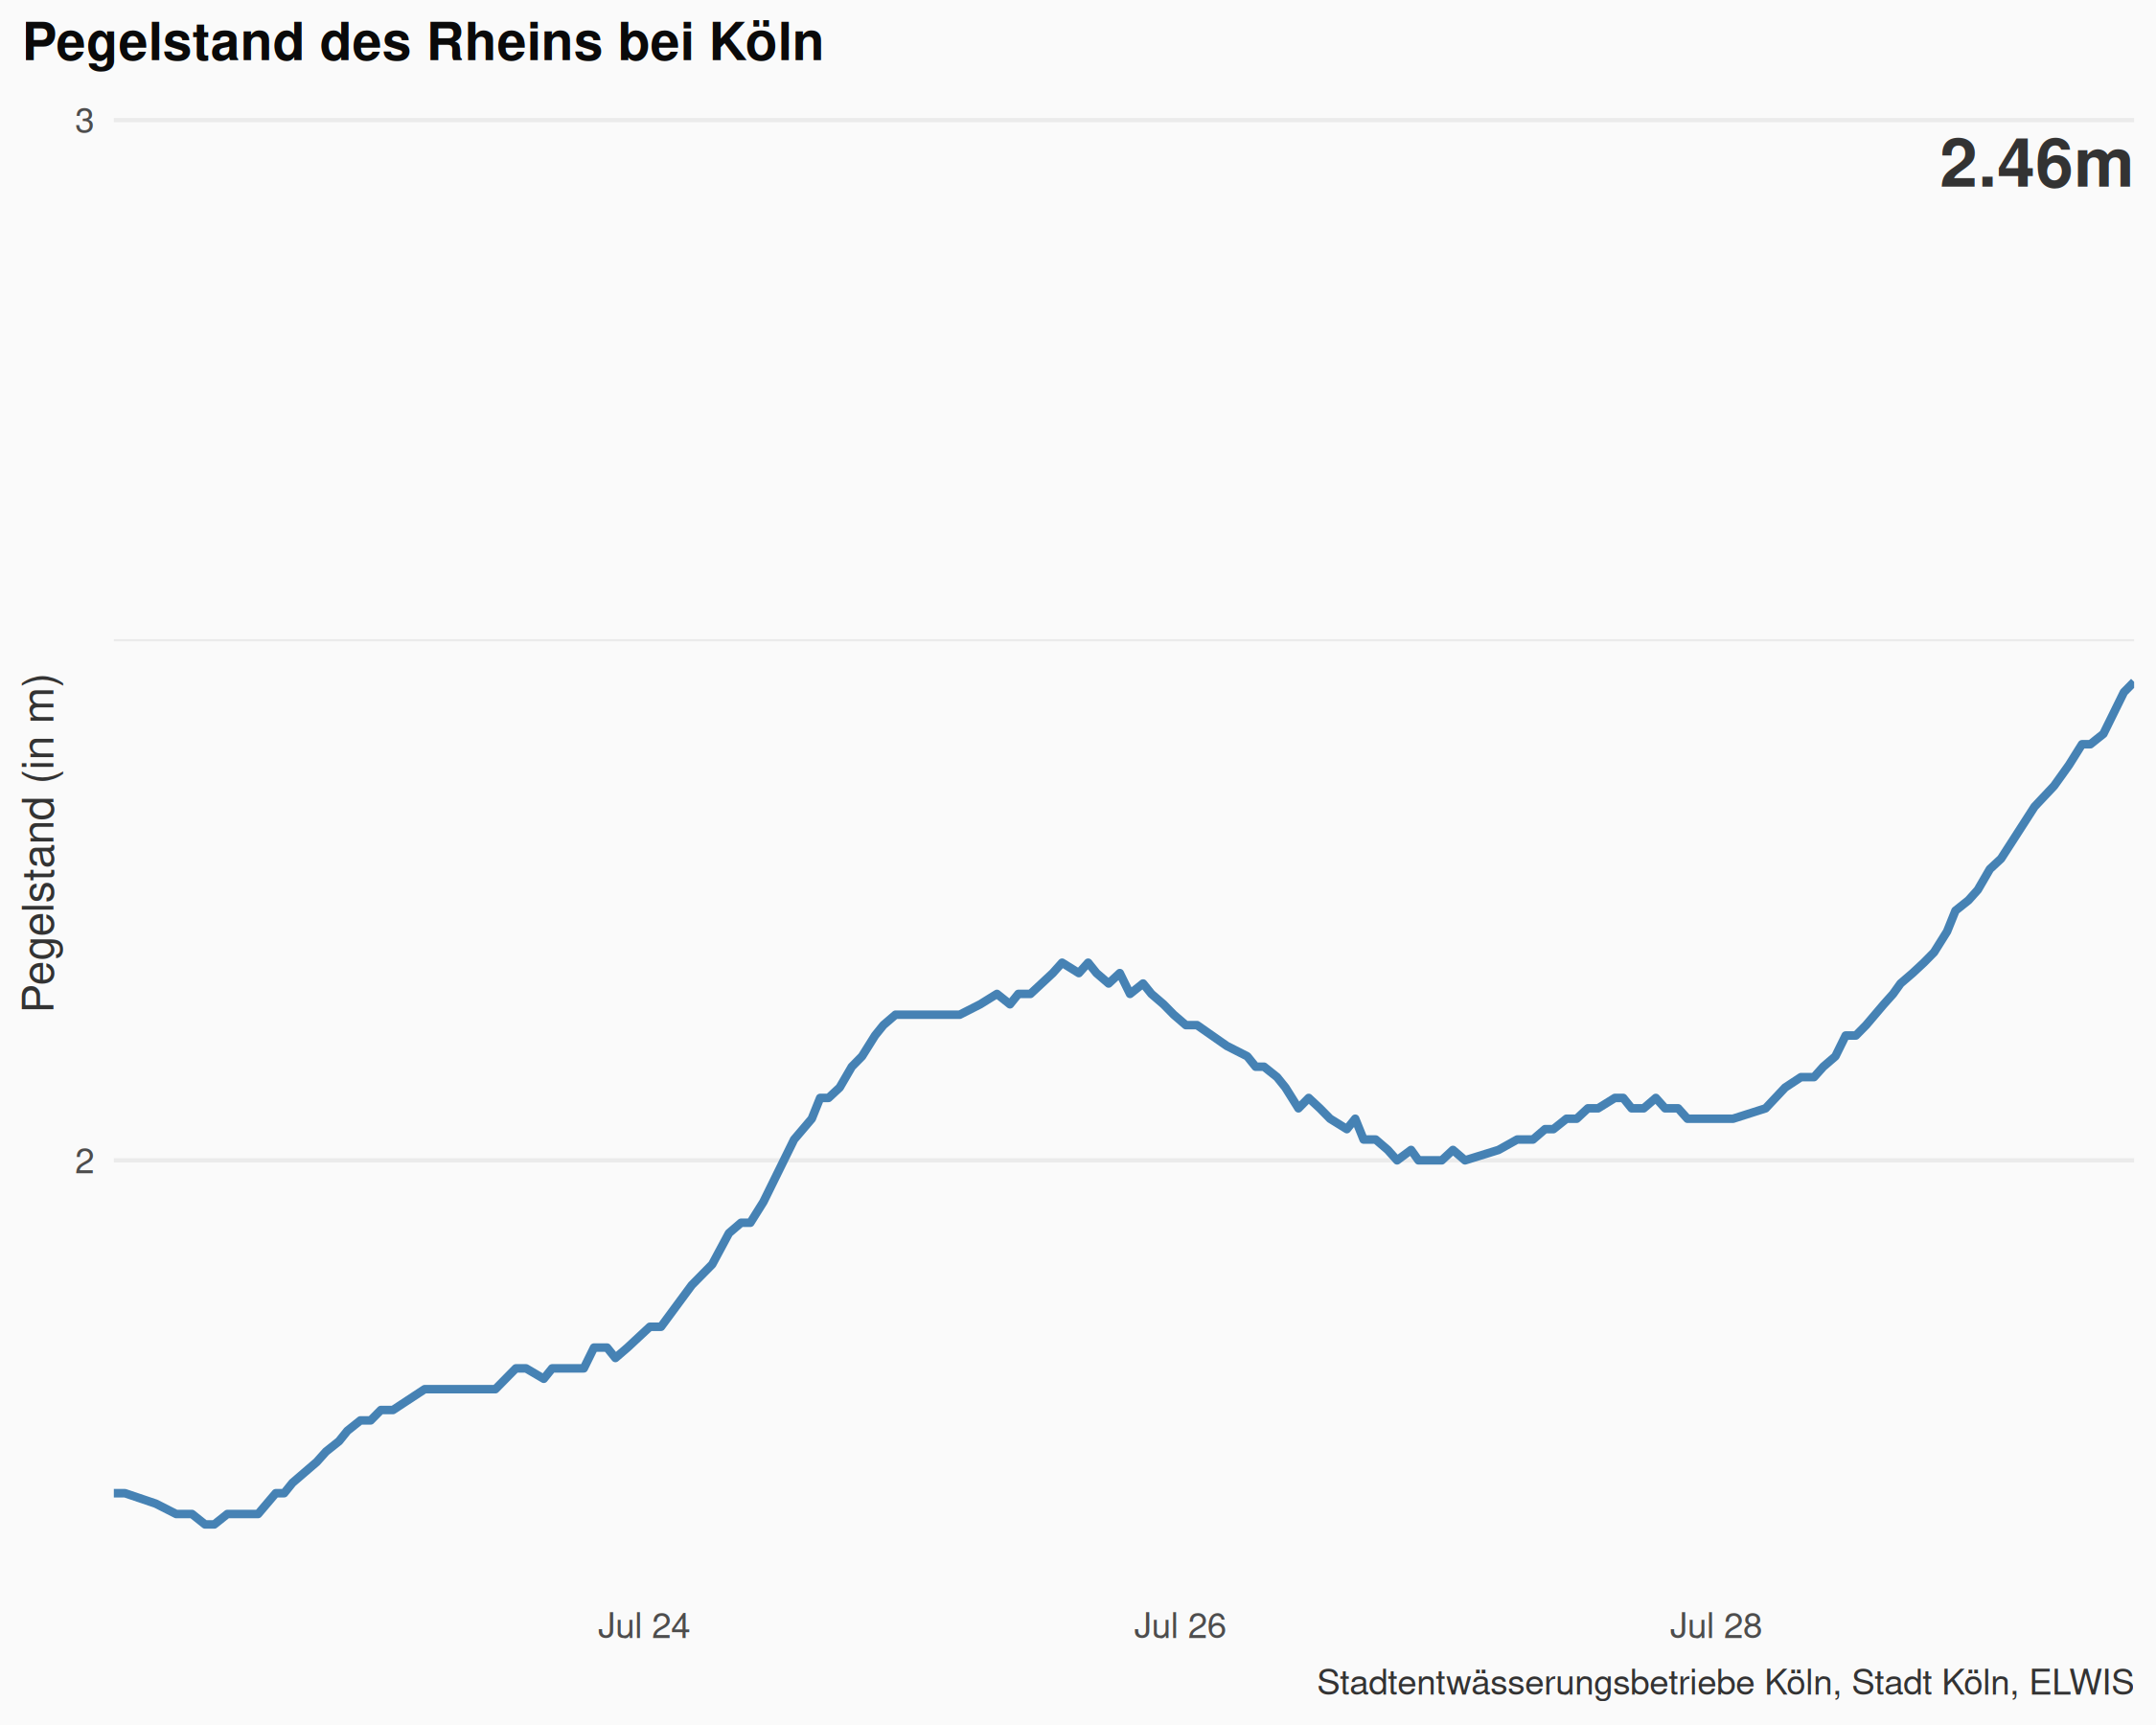 Pegelstand des Rheins bei Köln
3
2.46m
Pegelstand (in m)
2
Jul 24 Jul 26 Jul 28
Stadtentwässerungsbetriebe Köln, Stadt Köln, ELWIS